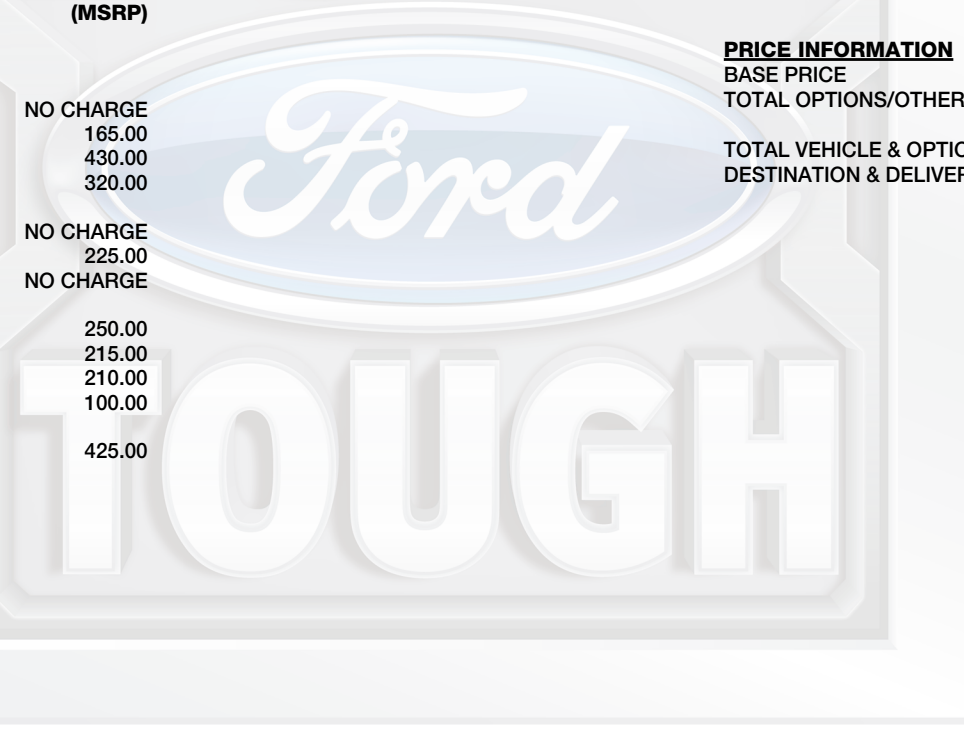 (MSRP)
NO CHARGE
165.00
430.00
320.00
NO CHARGE
225.00
NO CHARGE
250.00
215.00
210.00
100.00
425.00
PRICE INFORMATION
BASE PRICE
TOTAL OPTIONS/OTHER
TOTAL VEHICLE & OPTIO
DESTINATION & DELIVER
Ford
TOUGH